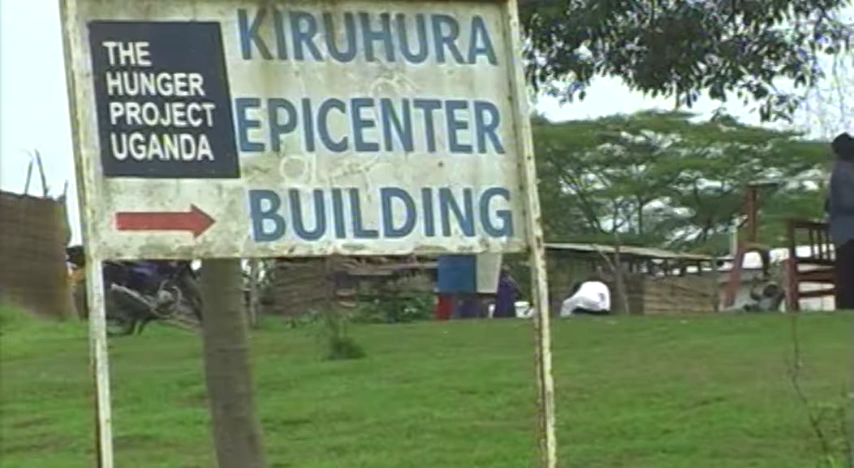 THE
HUNGER
PROJECT
UGANDA
KIRUHURA
EPICENTER
BUILDING